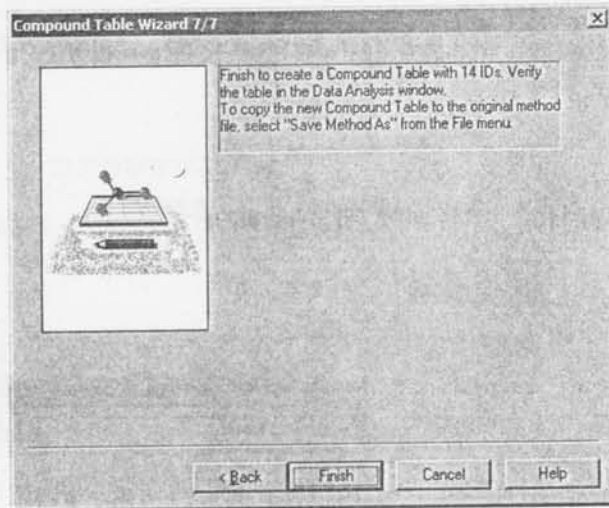 Compound Table Wizard 7/7
Finish to create a Compound Table with 14 IDs. Verify
the table in the Data Analysis window.
To copy the new Compound Table to the original method
file, select "Save Method As" from the File menu.
< Back Finish Cancel Help